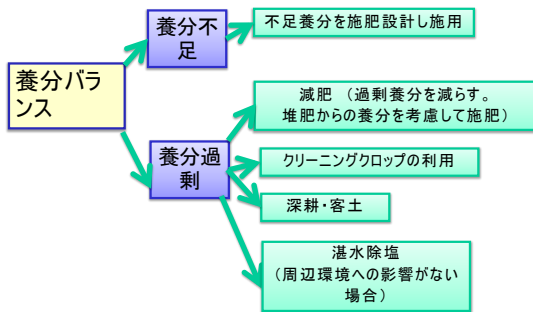 養分不
足
不足養分を施肥設計し施用
養分バラ
ンス
減肥 （過剰養分を減らす。
堆肥からの養分を考慮して施肥）
養分過
剰
クリーニングクロップの利用
深耕・客土
湛水除塩
（周辺環境への影響がない
場合）